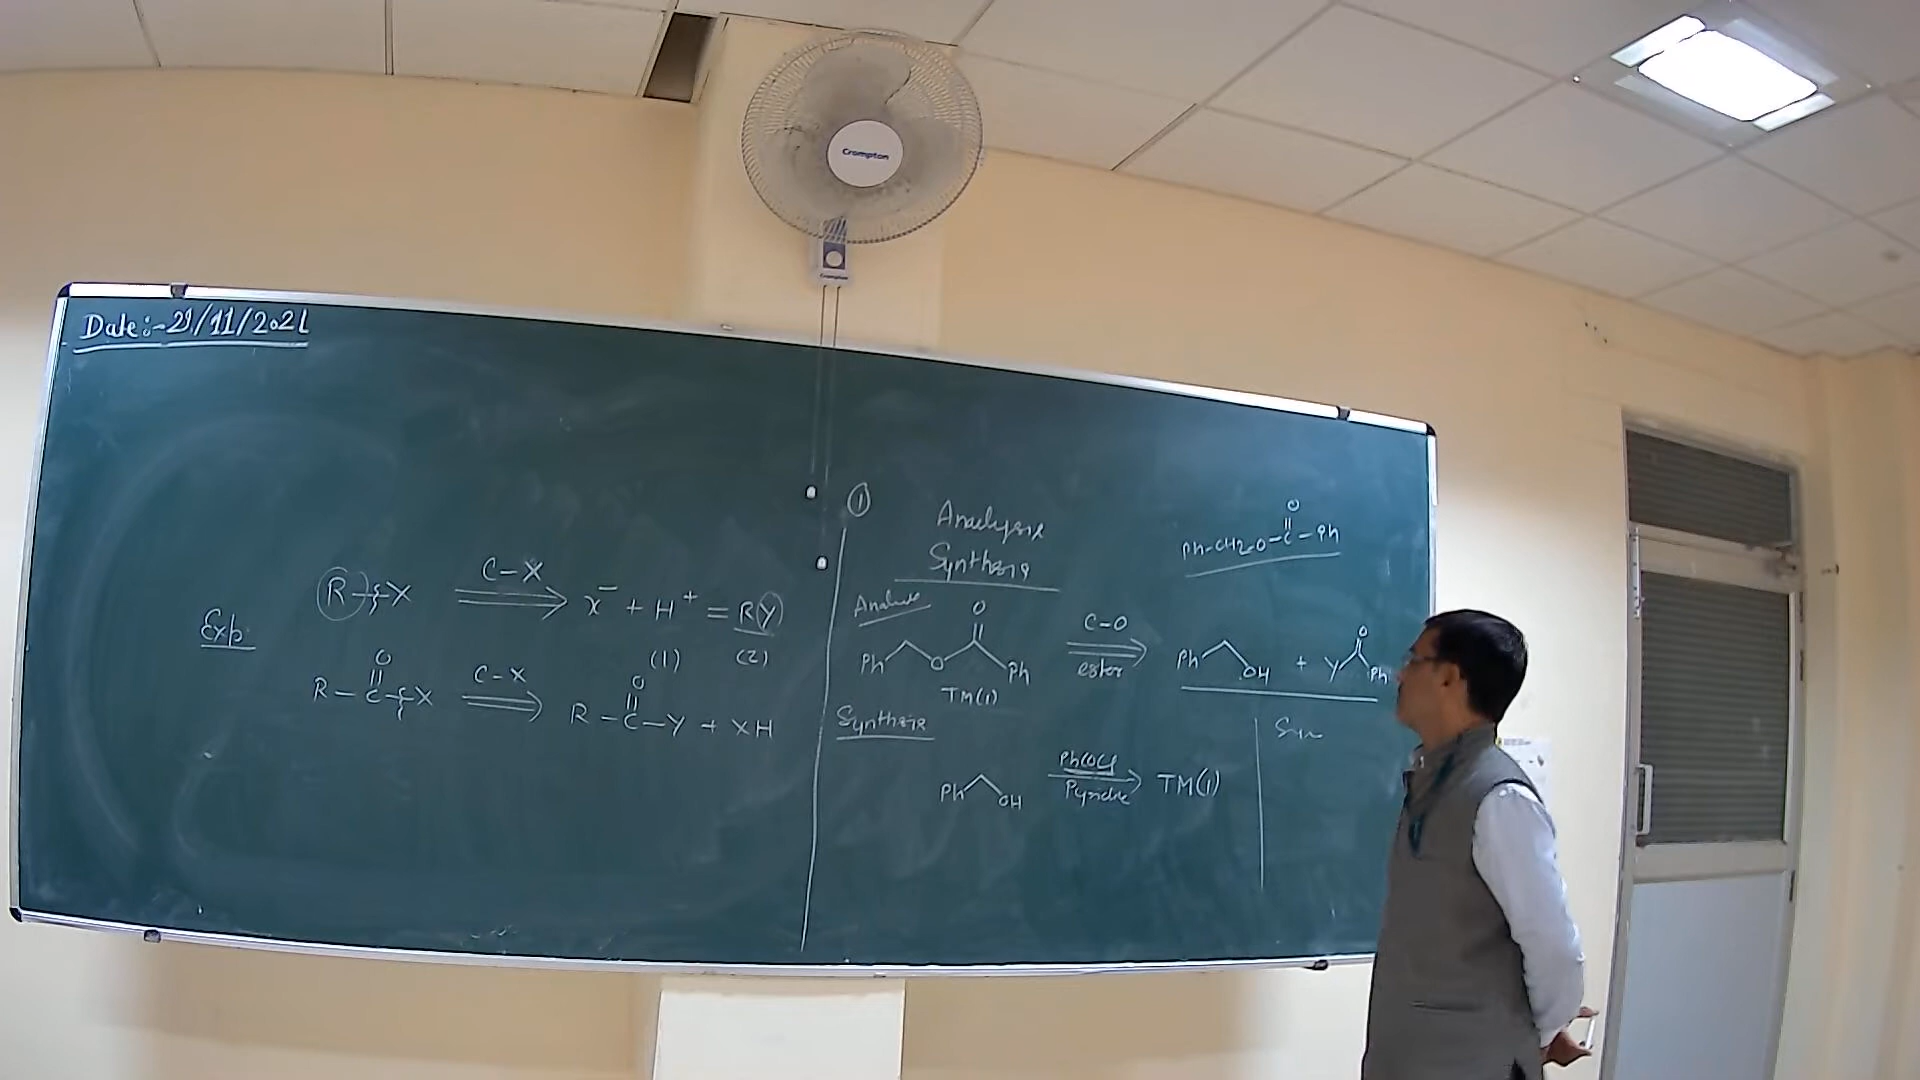 Crompton
Crompton
Date:- 29/11/2021
R-X C-X X⁻ + H⁺ = RY
(1) (2)
Exp.
O
R-C-X C-X
O
R-C-Y + XH
①
Analysis
Synthesis
O
Ph-CH2-O-C-Ph
Analysis
O
Ph O Ph
TM(1)
C-O
ester
Ph OH + Y O Ph
Synthesis
Ph OH PhCOCl
Pyridine TM(1)